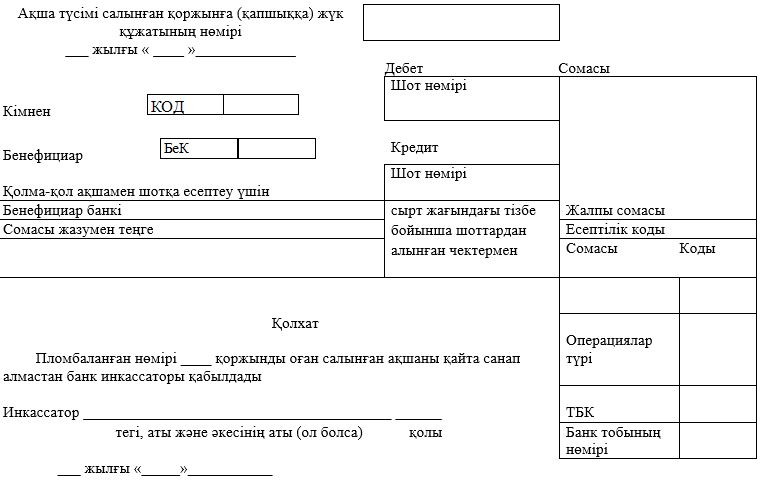 Ақша түсімі салынған қоржынға (қапшыққа) жүк
құжатының нөмірі
___ жылғы « ____ »_____________
Дебет Сомасы
Шот нөмірі
Кімнен КОД
Бенефициар БеК Кредит
Шот нөмірі
Қолма-қол ақшамен шотқа есептеу үшін
Бенефициар банкі сырт жағындағы тізбе Жалпы сомасы
Сомасы жазумен теңге бойынша шоттардан Есептілік коды
алынған чектермен Сомасы Коды
Қолхат
Операциялар
түрі
Пломбаланған нөмірі ____ қоржынды оған салынған ақшаны қайта санап
алмастан банк инкассаторы қабылдады
Инкассатор ________________________________________ ______ ТБК
тегі, аты және әкесінің аты (ол болса) қолы Банк тобының
нөмірі
___ жылғы «_____»___________